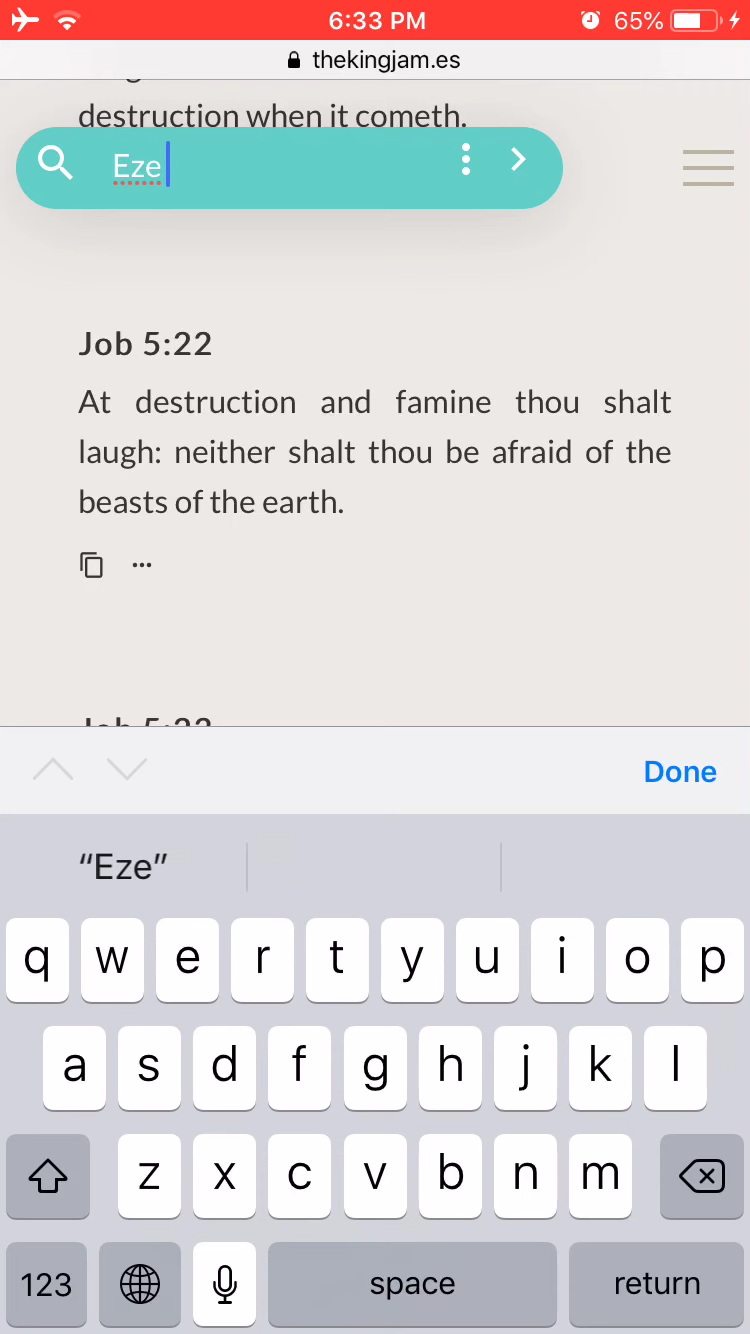 6:33 PM
65%
thekingjam.es
destruction when it cometh.
Eze
Job 5:22
At destruction and famine thou shalt
laugh: neither shalt thou be afraid of the
beasts of the earth.
Done
“Eze”
q w e r t y u i o p
a s d f g h j k l
z x c v b n m
123 space return